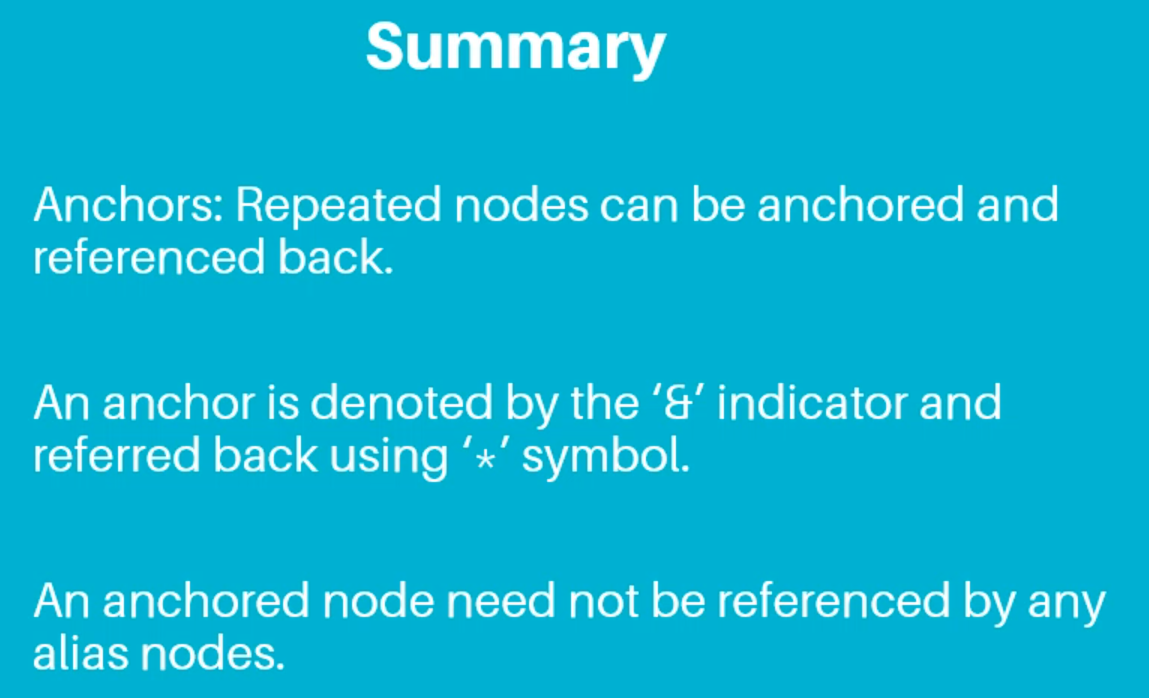 Summary
Anchors: Repeated nodes can be anchored and
referenced back.
An anchor is denoted by the ‘&’ indicator and
referred back using ‘*’ symbol.
An anchored node need not be referenced by any
alias nodes.